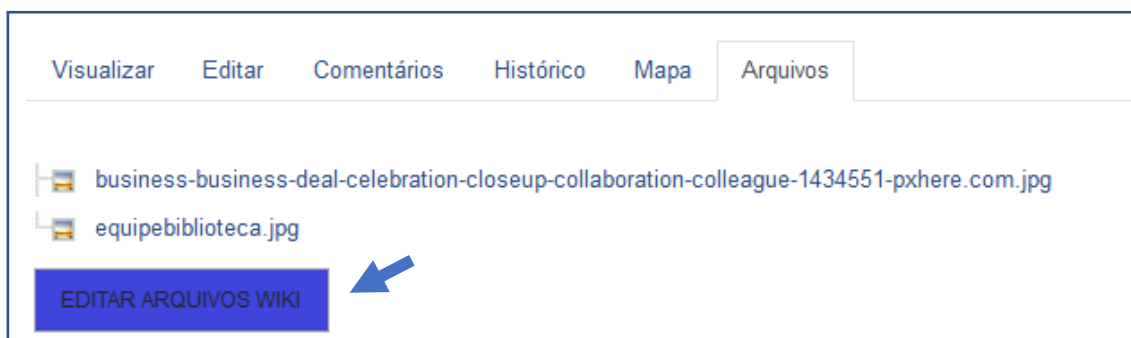 Visualizar Editar Comentários Histórico Mapa Arquivos
business-business-deal-celebration-closeup-collaboration-colleague-1434551-pxhere.com.jpg
equipebiblioteca.jpg
EDITAR ARQUIVOS WIKI